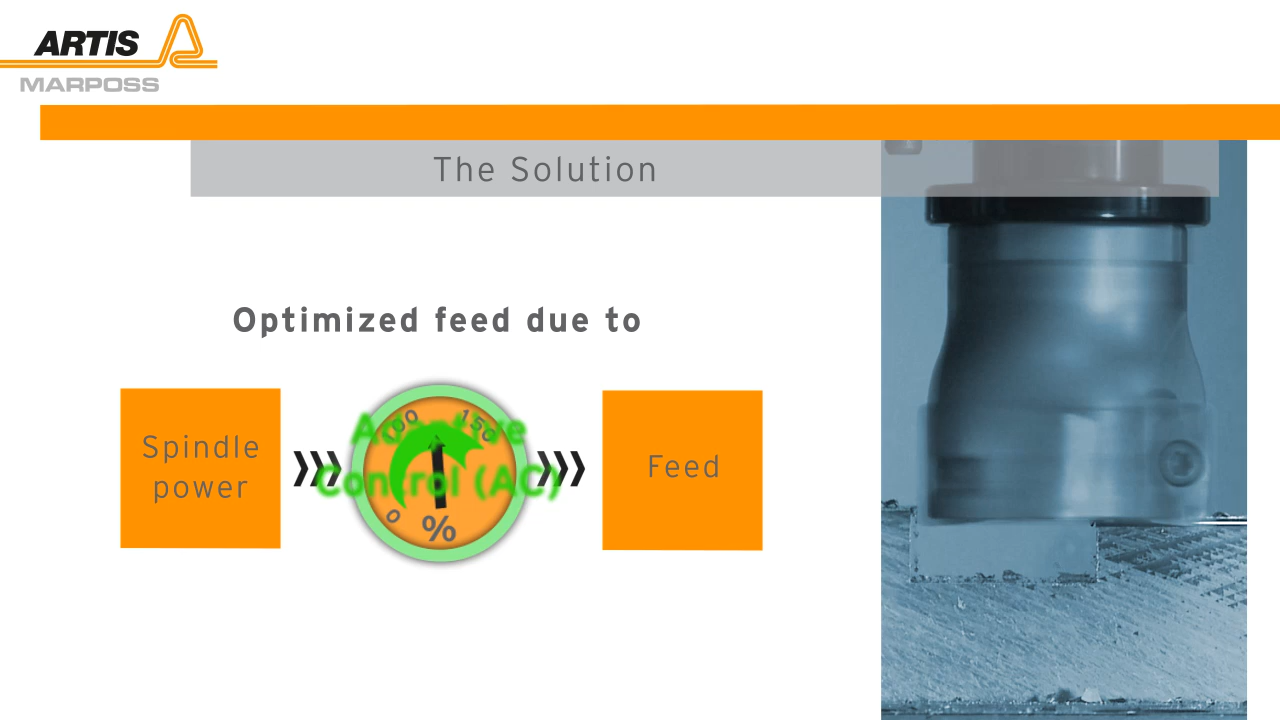 ARTIS
MARPOSS
The Solution
Optimized feed due to
Spindle
power
150
Control (AC)
0
%
Feed